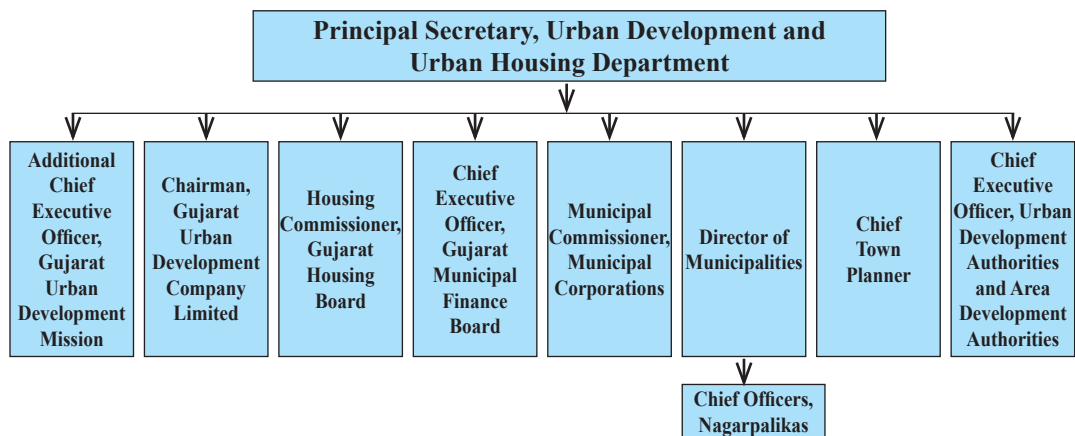 Principal Secretary, Urban Development and
Urban Housing Department
Additional
Chief
Executive
Officer,
Gujarat
Urban
Development
Mission
Chairman,
Gujarat
Urban
Development
Company
Limited
Housing
Commissioner,
Gujarat
Housing
Board
Chief
Executive
Officer,
Gujarat
Municipal
Finance
Board
Municipal
Commissioner,
Municipal
Corporations
Director of
Municipalities
Chief
Town
Planner
Chief
Executive
Officer, Urban
Development
Authorities
and Area
Development
Authorities
Chief Officers,
Nagarpalikas